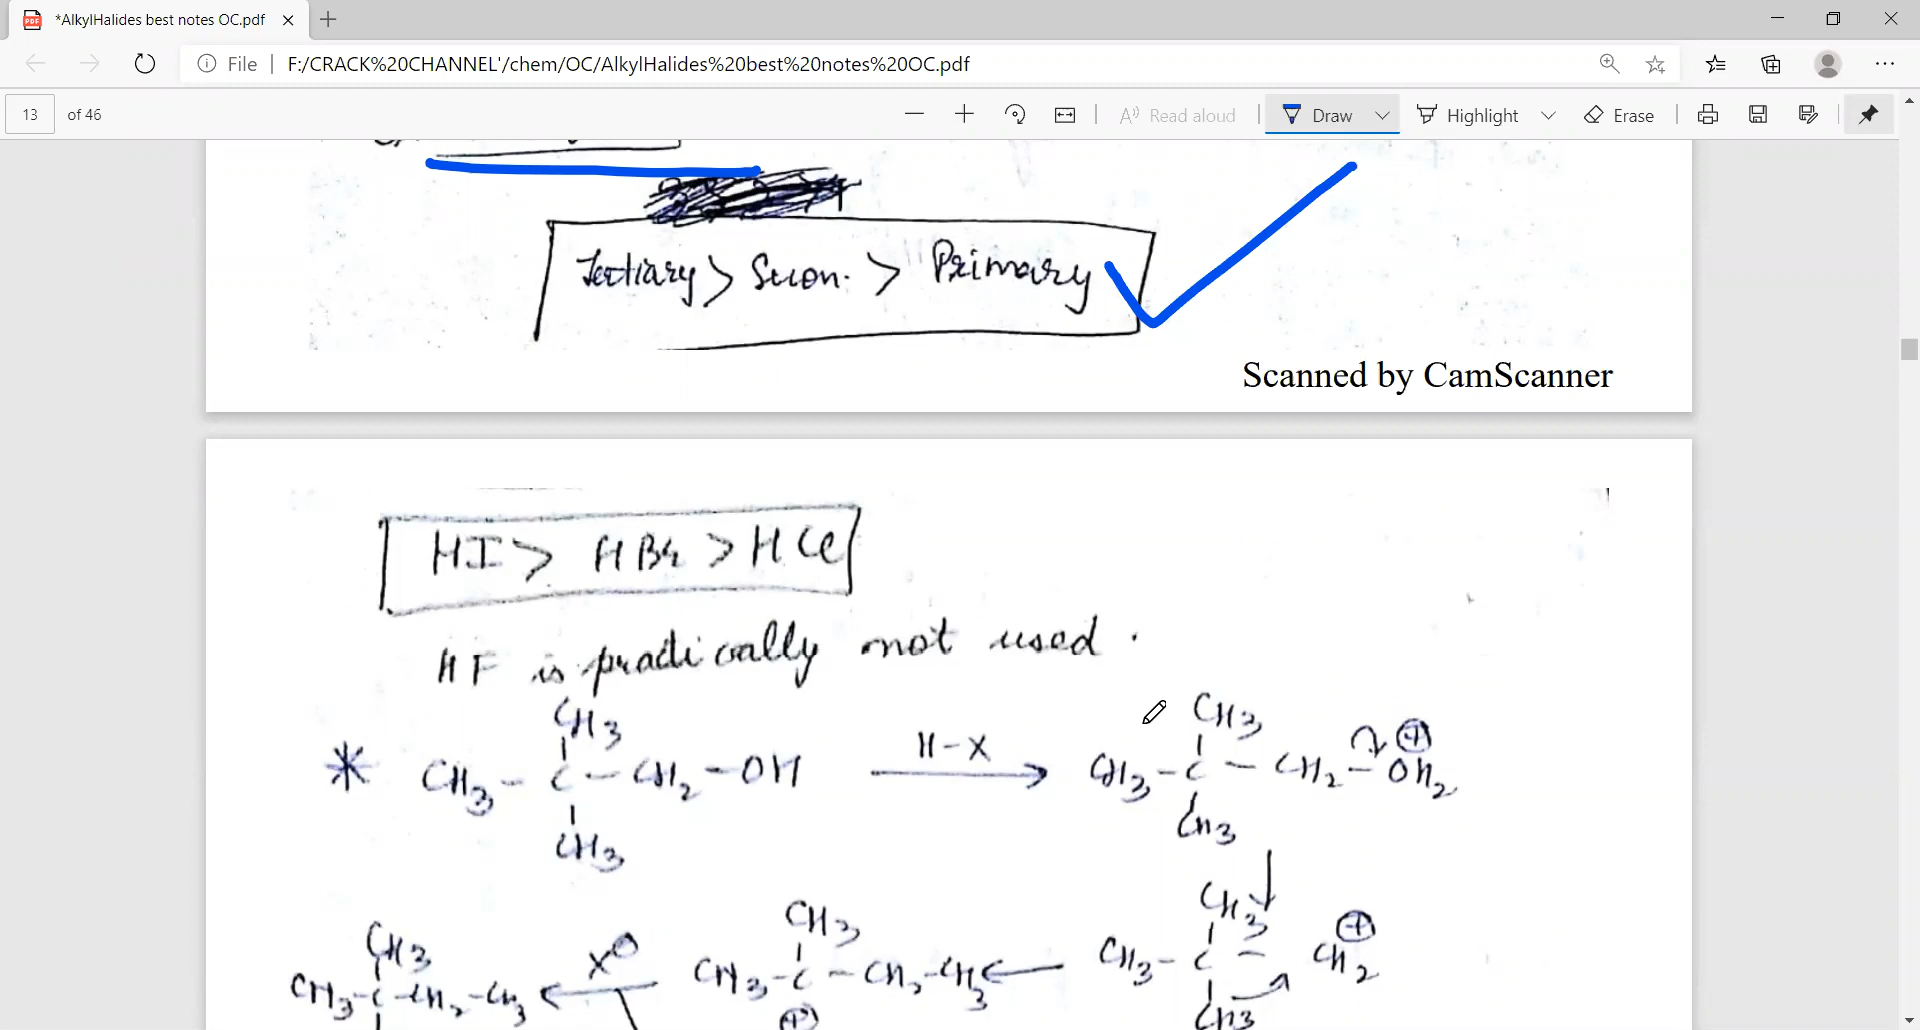 *AlkylHalides best notes OC.pdf
File | F:/CRACK%20CHANNEL'/chem/OC/AlkylHalides%20best%20notes%20OC.pdf
13 of 46 Read aloud Draw Highlight Erase
Tertiary > Secon. > Primary
Scanned by CamScanner
HI > HBr > HCl
HF is practically not used.
CH3 CH3
* CH3 - C - CH2 - OH H-X → CH3 - C - CH2 - OH2 ⊕
CH3 CH3
CH3 CH3 CH3
CH3 - C - CH2 - CH3 ← X⊖ CH3 - C - CH2 - CH3 ← CH3 - C - CH2 ⊕
⊕ CH3